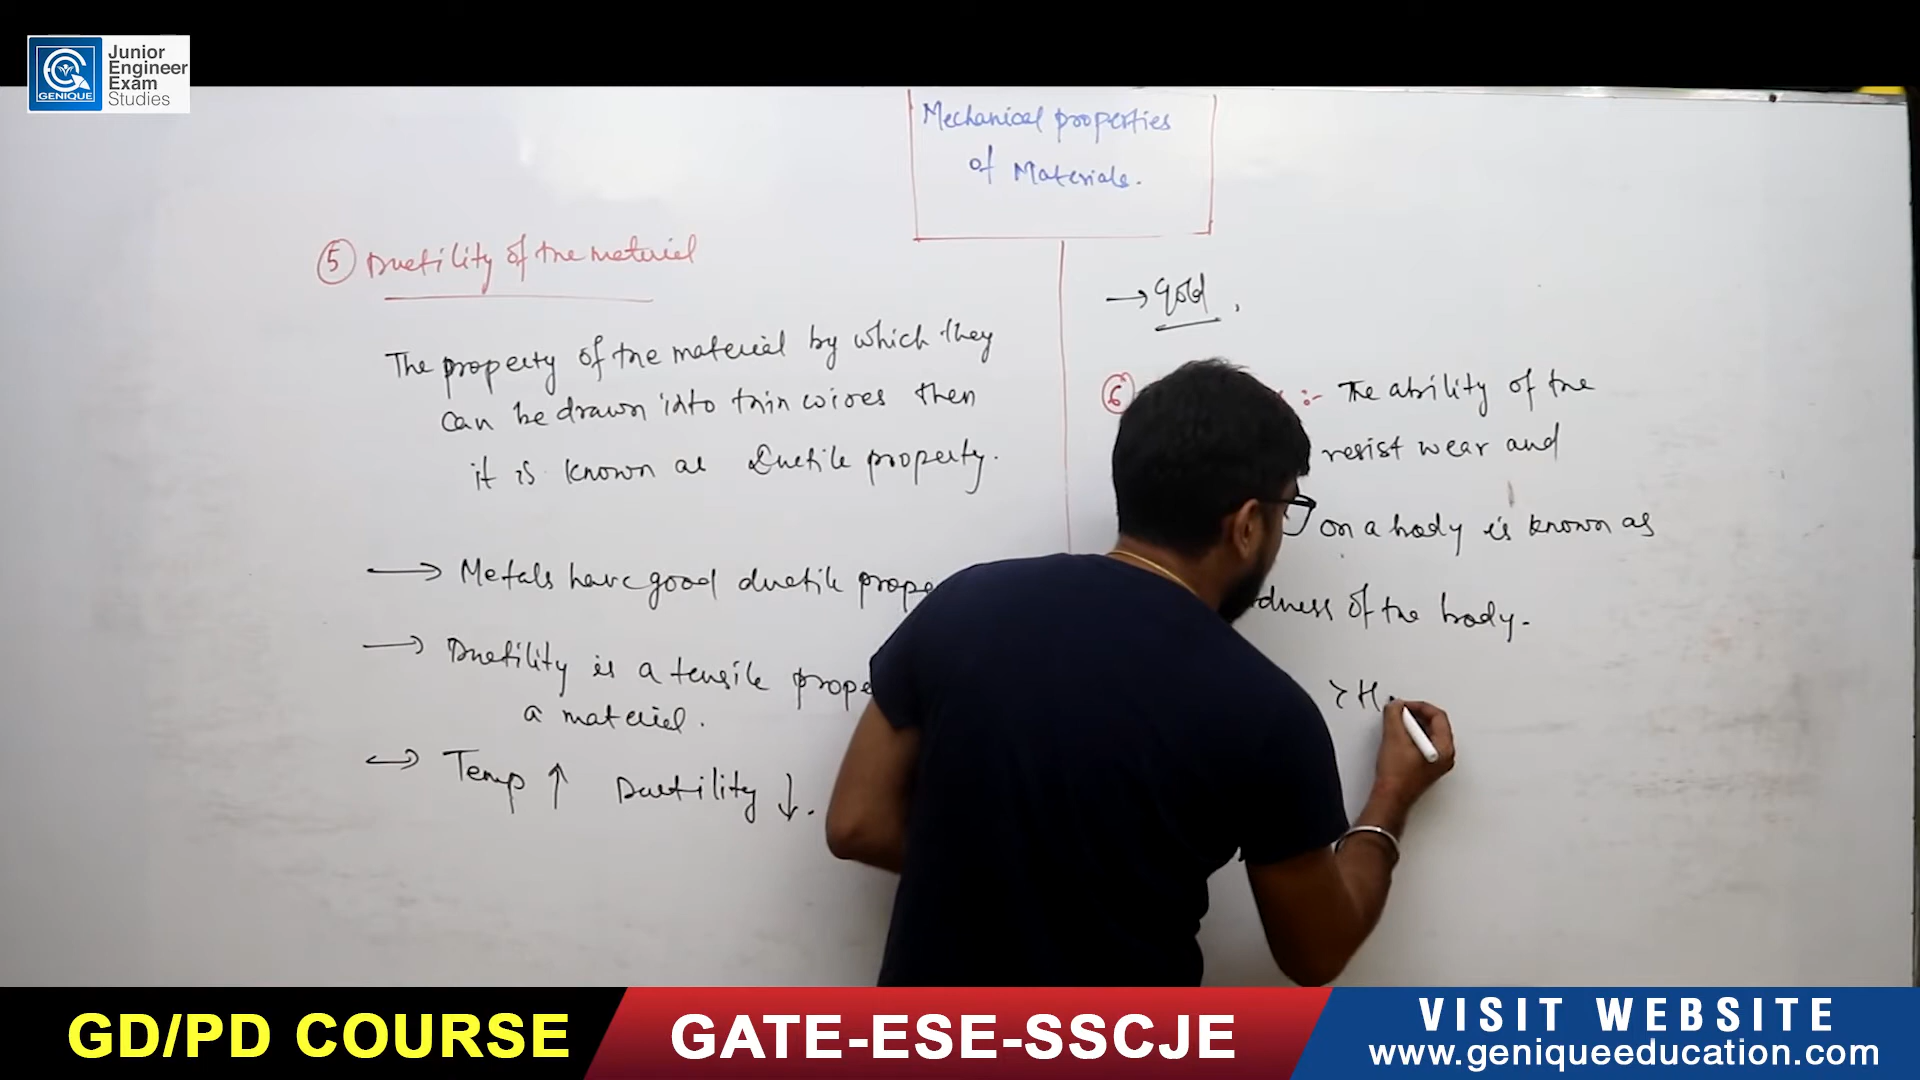 Junior
Engineer
Exam
Studies
GENIQUE
Mechanical properties
of Materials.
5 Ductility of the material
The property of the material by which they
can be drawn into thin wires then
it is known as Ductile property.
→ Metals have good ductile prope
→ Ductility is a tensile prope
a material.
→ Temp ↑ Ductility ↓.
→ Gold,
6 :- The ability of the
resist wear and
on a body is known as
dness of the body.
H
GD/PD COURSE
GATE-ESE-SSCJE
VISIT WEBSITE
www.geniqueeducation.com